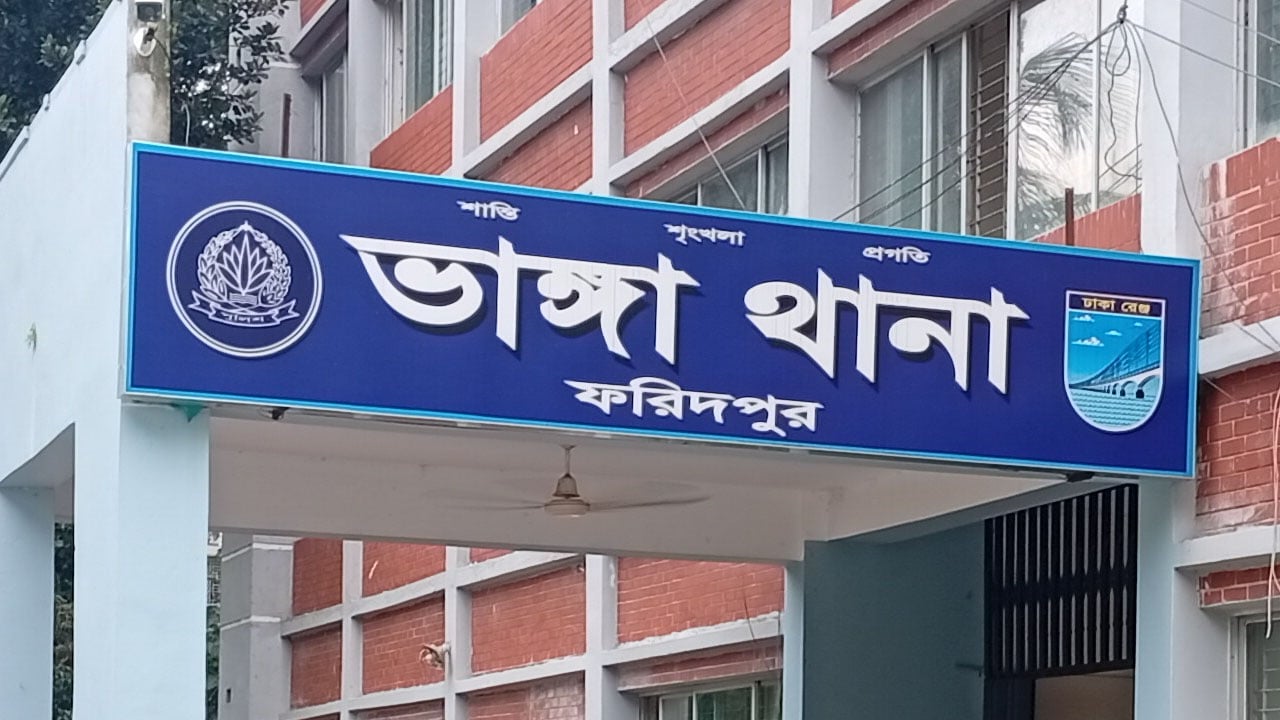 শান্তি শৃংখলা প্রগতি
পুলিশ
ভাঙ্গা থানা
ঢাকা রেঞ্জ
ফরিদপুর